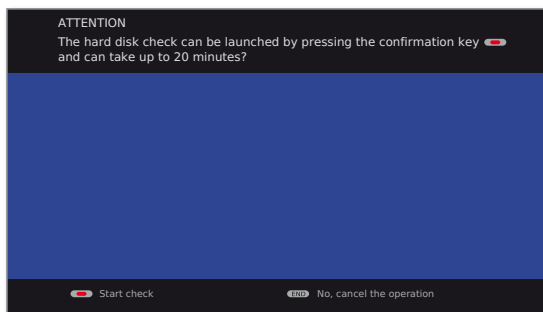 ATTENTION
The hard disk check can be launched by pressing the confirmation key
and can take up to 20 minutes?
Start check
END No, cancel the operation